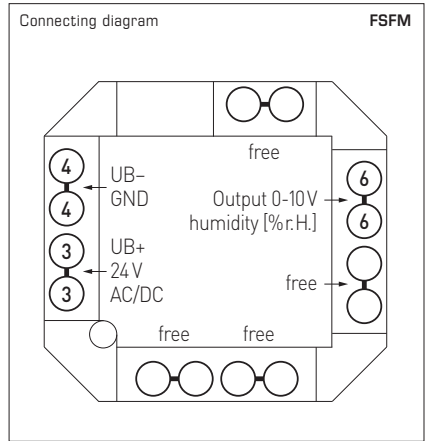 Connecting diagram FSFM
free
4
4
UB–
GND
Output 0-10 V
humidity [% r.H.]
6
6
3
3
UB+
24 V
AC/DC
free
free free